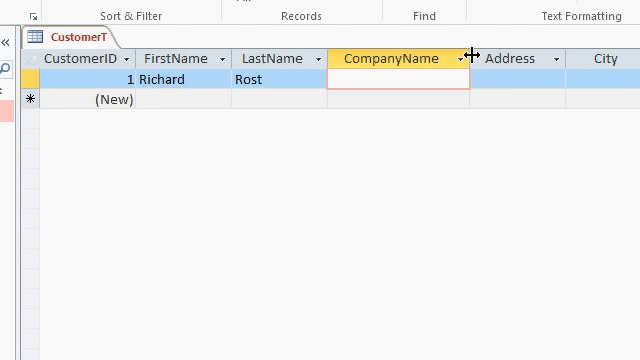 Sort & Filter Records Find Text Formatting
CustomerT
CustomerID FirstName LastName CompanyName Address City
1 Richard Rost
(New)